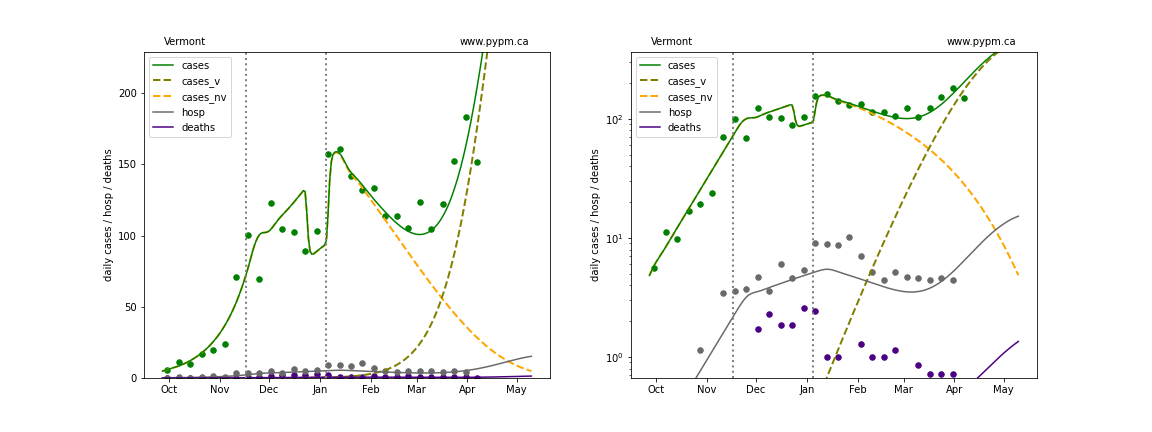 Vermont www.pypm.ca
cases
cases_v
cases_nv
hosp
deaths
daily cases / hosp / deaths
200
150
100
50
0
Oct Nov Dec Jan Feb Mar Apr May
Vermont www.pypm.ca
cases
cases_v
cases_nv
hosp
deaths
daily cases / hosp / deaths
10²
10¹
10⁰
Oct Nov Dec Jan Feb Mar Apr May